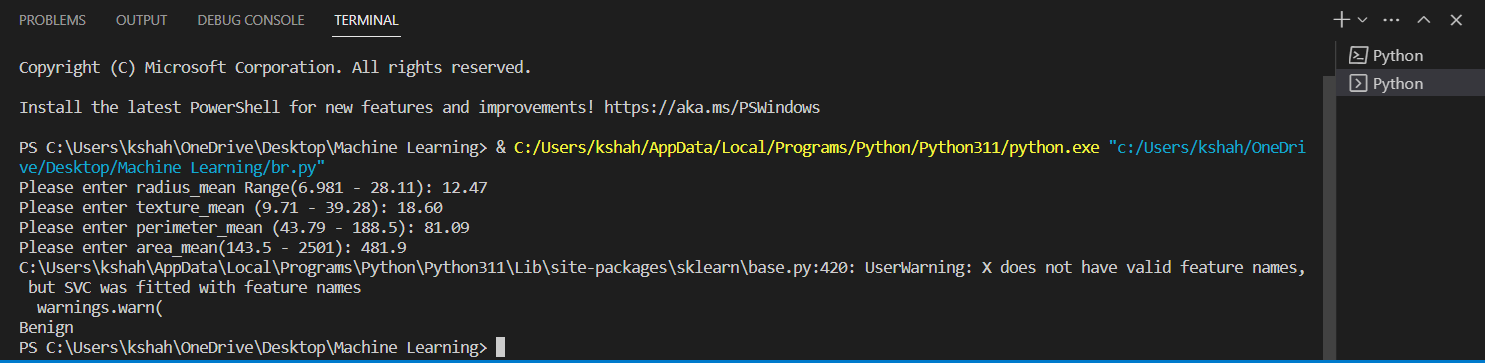 PROBLEMS OUTPUT DEBUG CONSOLE TERMINAL
Python
Python
Copyright (C) Microsoft Corporation. All rights reserved.
Install the latest PowerShell for new features and improvements! https://aka.ms/PSWindows
PS C:\Users\kshah\OneDrive\Desktop\Machine Learning> & C:/Users/kshah/AppData/Local/Programs/Python/Python311/python.exe "c:/Users/kshah/OneDri
ve/Desktop/Machine Learning/br.py"
Please enter radius_mean Range(6.981 - 28.11): 12.47
Please enter texture_mean (9.71 - 39.28): 18.60
Please enter perimeter_mean (43.79 - 188.5): 81.09
Please enter area_mean(143.5 - 2501): 481.9
C:\Users\kshah\AppData\Local\Programs\Python\Python311\Lib\site-packages\sklearn\base.py:420: UserWarning: X does not have valid feature names,
but SVC was fitted with feature names
warnings.warn(
Benign
PS C:\Users\kshah\OneDrive\Desktop\Machine Learning>